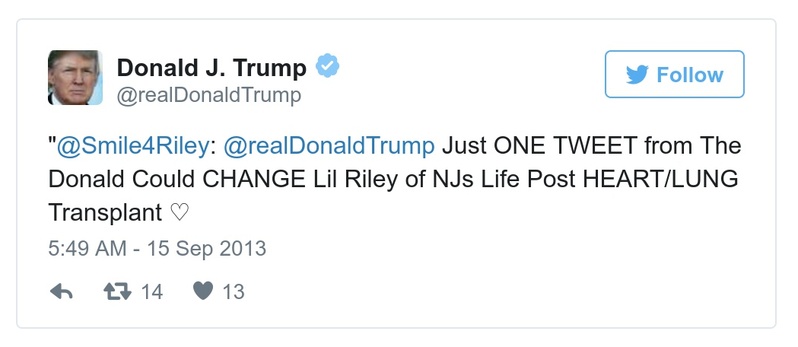 Donald J. Trump
@realDonaldTrump
Follow
"@Smile4Riley: @realDonaldTrump Just ONE TWEET from The
Donald Could CHANGE Lil Riley of NJs Life Post HEART/LUNG
Transplant ♡
5:49 AM - 15 Sep 2013
14 13